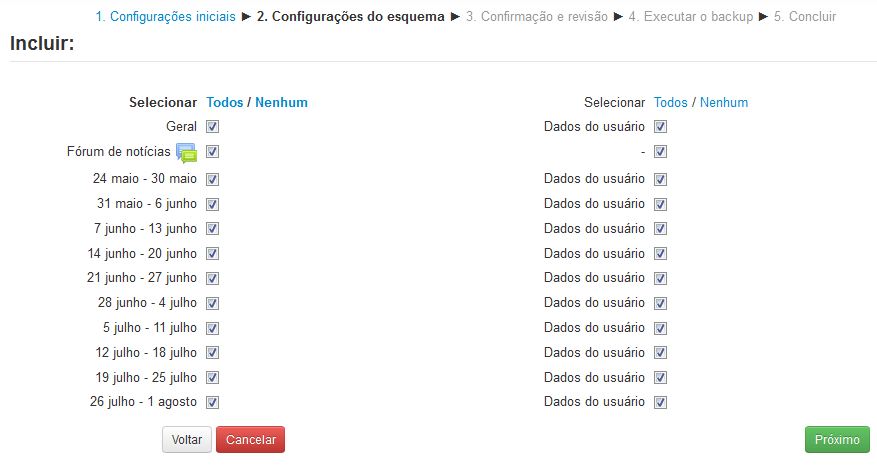 1. Configurações iniciais ► 2. Configurações do esquema ► 3. Confirmação e revisão ► 4. Executar o backup ► 5. Concluir
Incluir:
Selecionar Todos / Nenhum Selecionar Todos / Nenhum
Geral Dados do usuário
Fórum de notícias -
24 maio - 30 maio Dados do usuário
31 maio - 6 junho Dados do usuário
7 junho - 13 junho Dados do usuário
14 junho - 20 junho Dados do usuário
21 junho - 27 junho Dados do usuário
28 junho - 4 julho Dados do usuário
5 julho - 11 julho Dados do usuário
12 julho - 18 julho Dados do usuário
19 julho - 25 julho Dados do usuário
26 julho - 1 agosto Dados do usuário
Voltar Cancelar Próximo